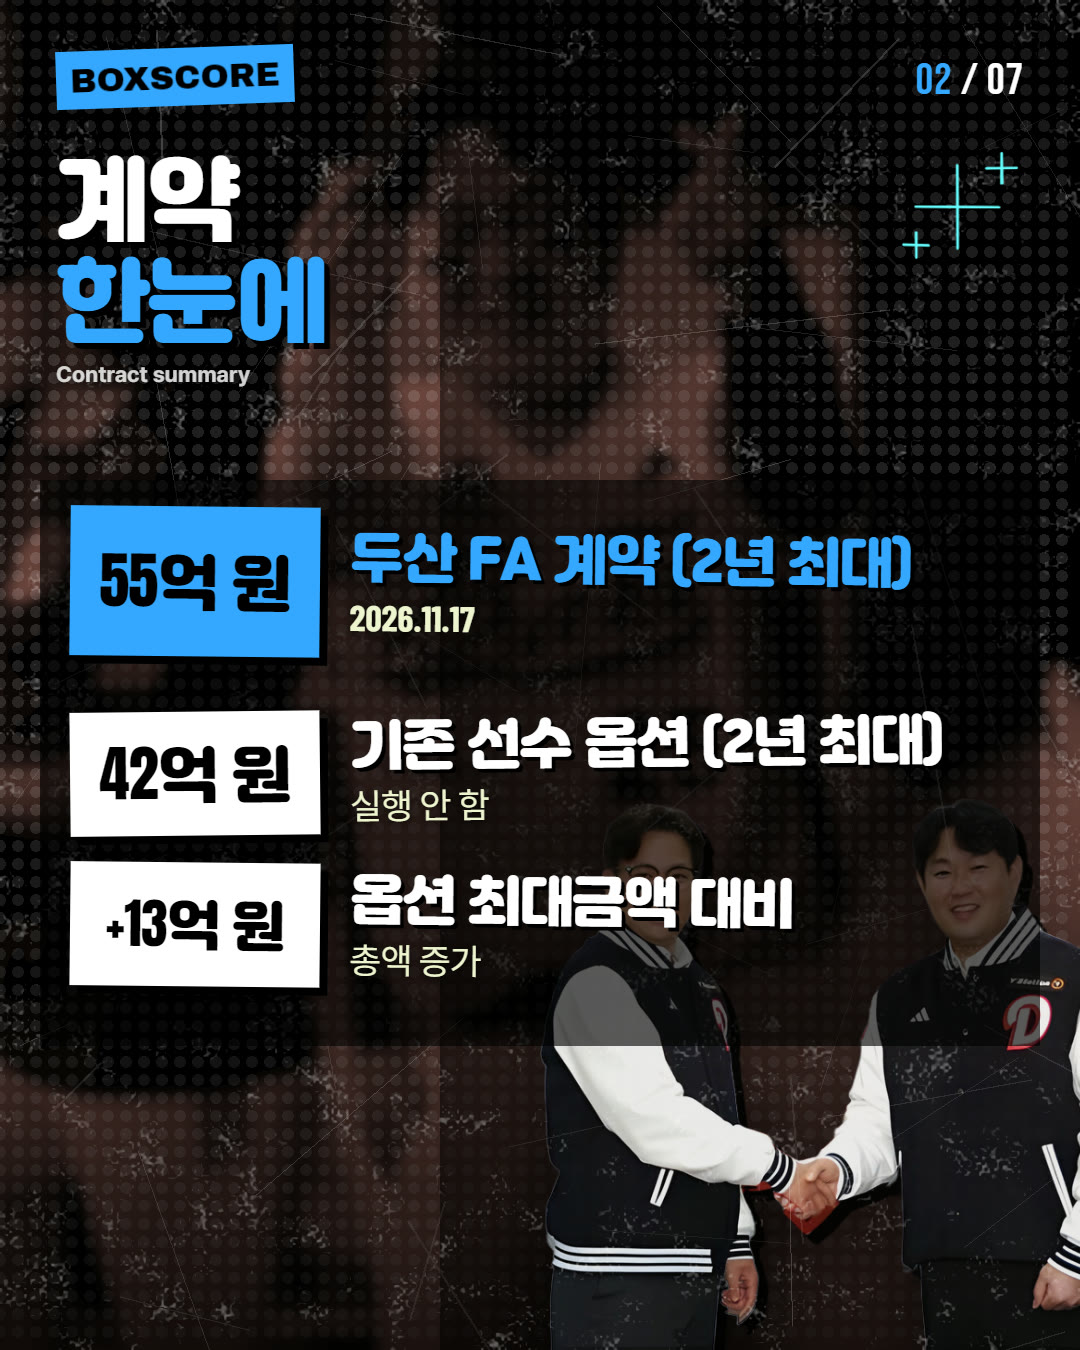 BOXSCORE
02 / 07
계약
한눈에
Contract summary
55억 원
두산 FA 계약 (2년 최대)
2026.11.17
42억 원
기존 선수 옵션 (2년 최대)
실행 안 함
+13억 원
옵션 최대금액 대비
총액 증가
D